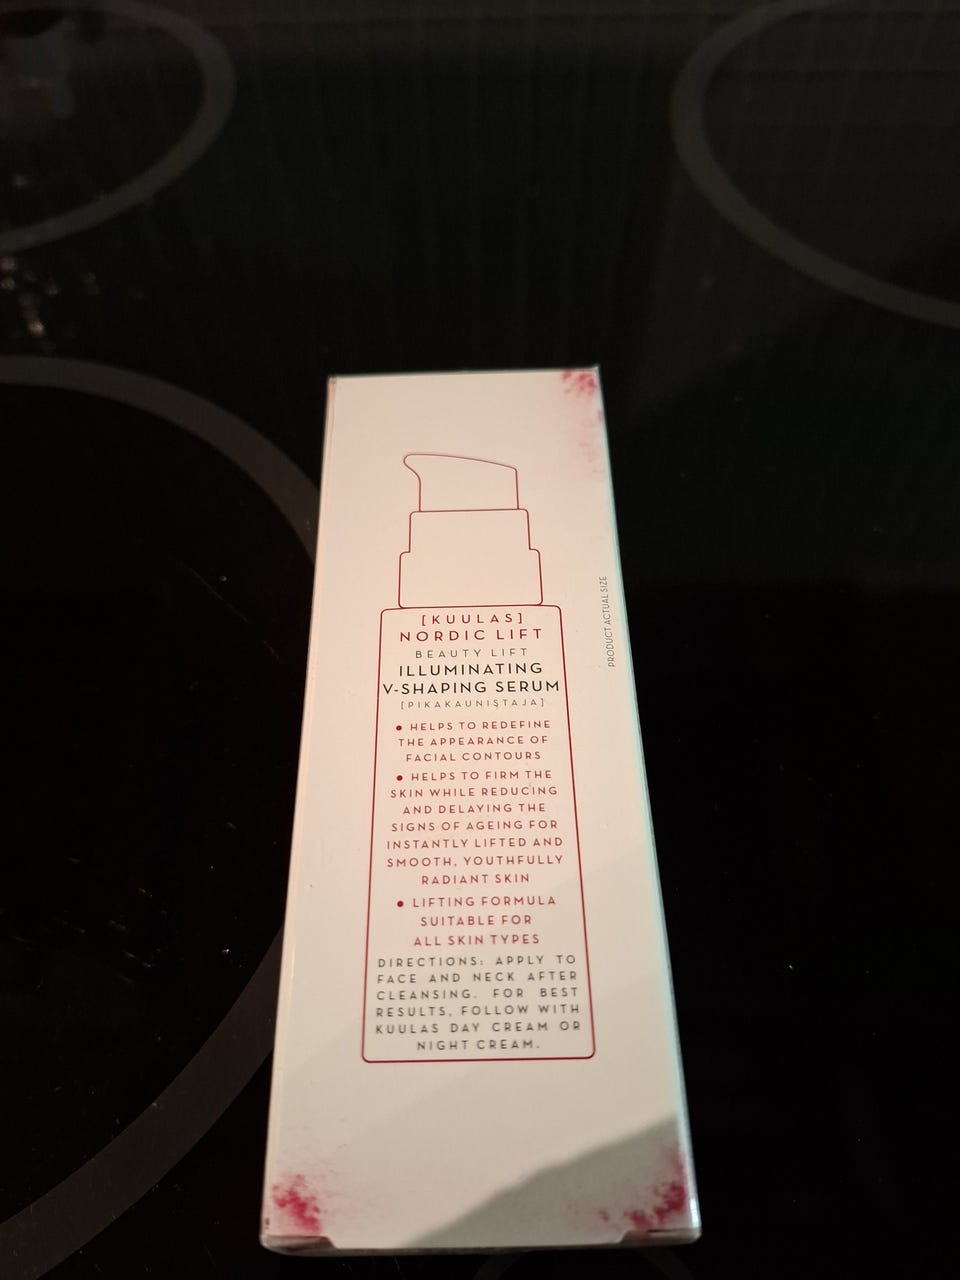 [KUULAS]
NORDIC LIFT
BEAUTY LIFT
ILLUMINATING
V-SHAPING SERUM
[PIKAKAUNISTAJA]
● HELPS TO REDEFINE
THE APPEARANCE OF
FACIAL CONTOURS
● HELPS TO FIRM THE
SKIN WHILE REDUCING
AND DELAYING THE
SIGNS OF AGEING FOR
INSTANTLY LIFTED AND
SMOOTH, YOUTHFULLY
RADIANT SKIN
● LIFTING FORMULA
SUITABLE FOR
ALL SKIN TYPES
DIRECTIONS: APPLY TO
FACE AND NECK AFTER
CLEANSING. FOR BEST
RESULTS, FOLLOW WITH
KUULAS DAY CREAM OR
NIGHT CREAM.
PRODUCT ACTUAL SIZE